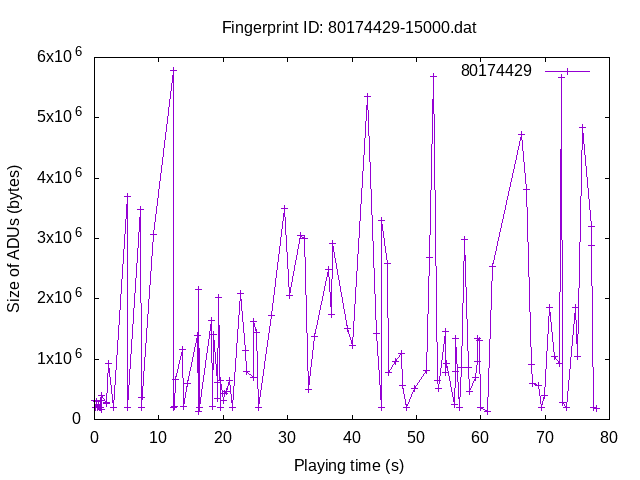 Fingerprint ID: 80174429-15000.dat
80174429
6x10^6
5x10^6
4x10^6
3x10^6
2x10^6
1x10^6
0
Size of ADUs (bytes)
0 10 20 30 40 50 60 70 80
Playing time (s)